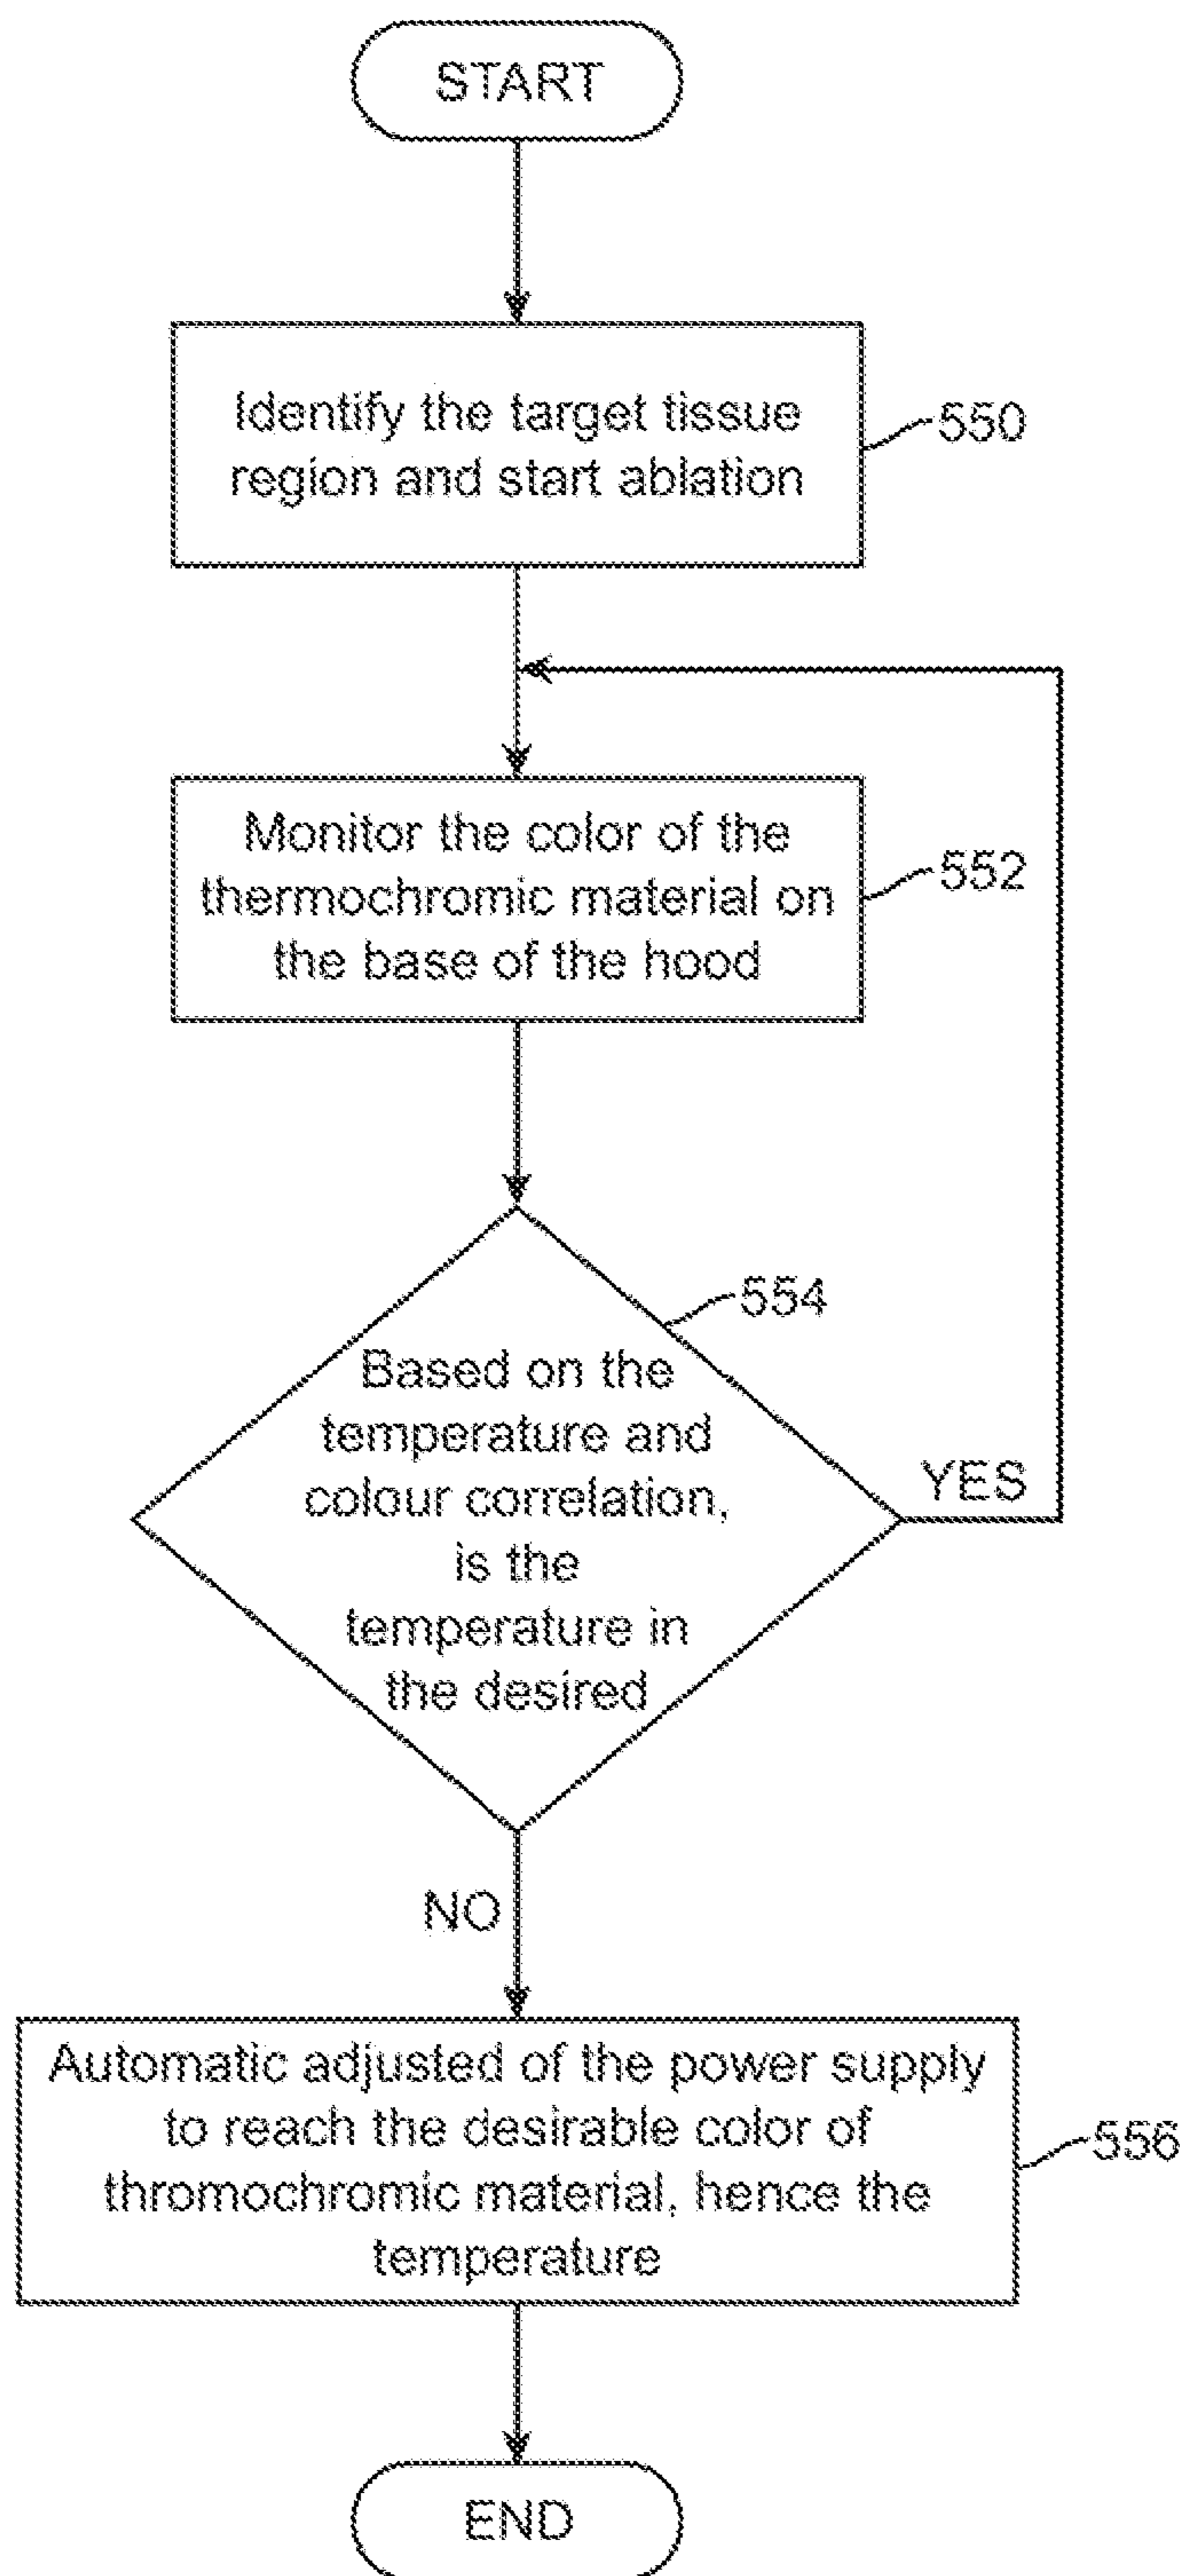 START
Identify the target tissue
region and start ablation
550
Monitor the color of the
thermochromic material on
the base of the hood
552
554
Based on the
temperature and
colour correlation,
is the
temperature in
the desired
YES
NO
Automatic adjusted of the power supply
to reach the desirable color of
thromochromic material, hence the
temperature
556
END